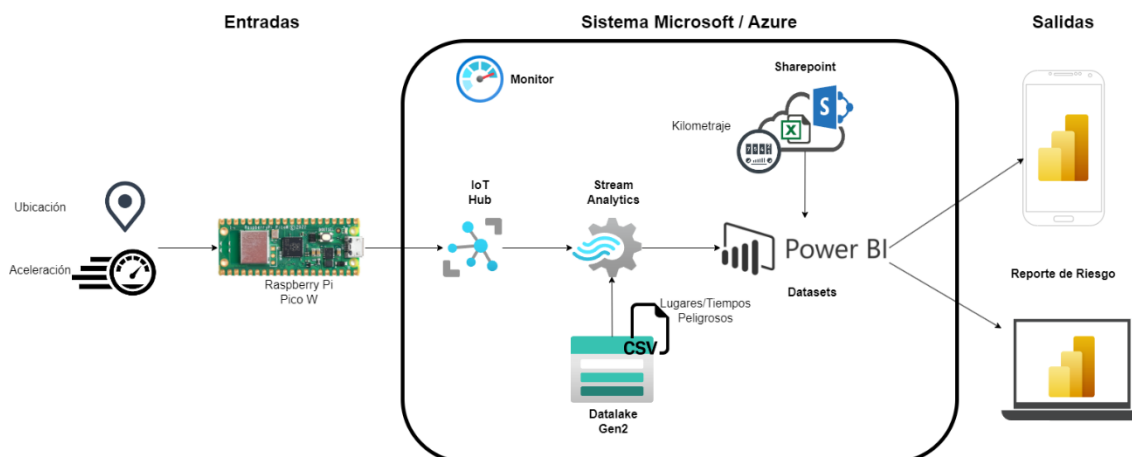 Entradas
Sistema Microsoft / Azure
Salidas
Monitor
Sharepoint
Kilometraje
S
X
Ubicación
Aceleración
Raspberry Pi
Pico W
IoT
Hub
Stream
Analytics
Power BI
Datasets
Lugares/Tiempos
Peligrosos
CSV
Datalake
Gen2
Reporte de Riesgo